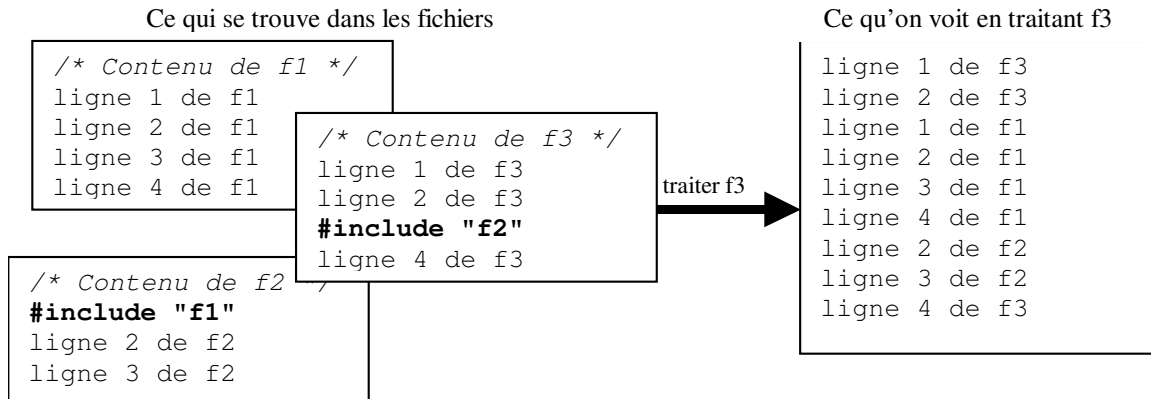 Ce qui se trouve dans les fichiers
/* Contenu de f1 */
ligne 1 de f1
ligne 2 de f1
ligne 3 de f1
ligne 4 de f1
/* Contenu de f3 */
ligne 1 de f3
ligne 2 de f3
#include "f2"
ligne 4 de f3
/* Contenu de f2 */
#include "f1"
ligne 2 de f2
ligne 3 de f2
traiter f3
Ce qu’on voit en traitant f3
ligne 1 de f3
ligne 2 de f3
ligne 1 de f1
ligne 2 de f1
ligne 3 de f1
ligne 4 de f1
ligne 2 de f2
ligne 3 de f2
ligne 4 de f3